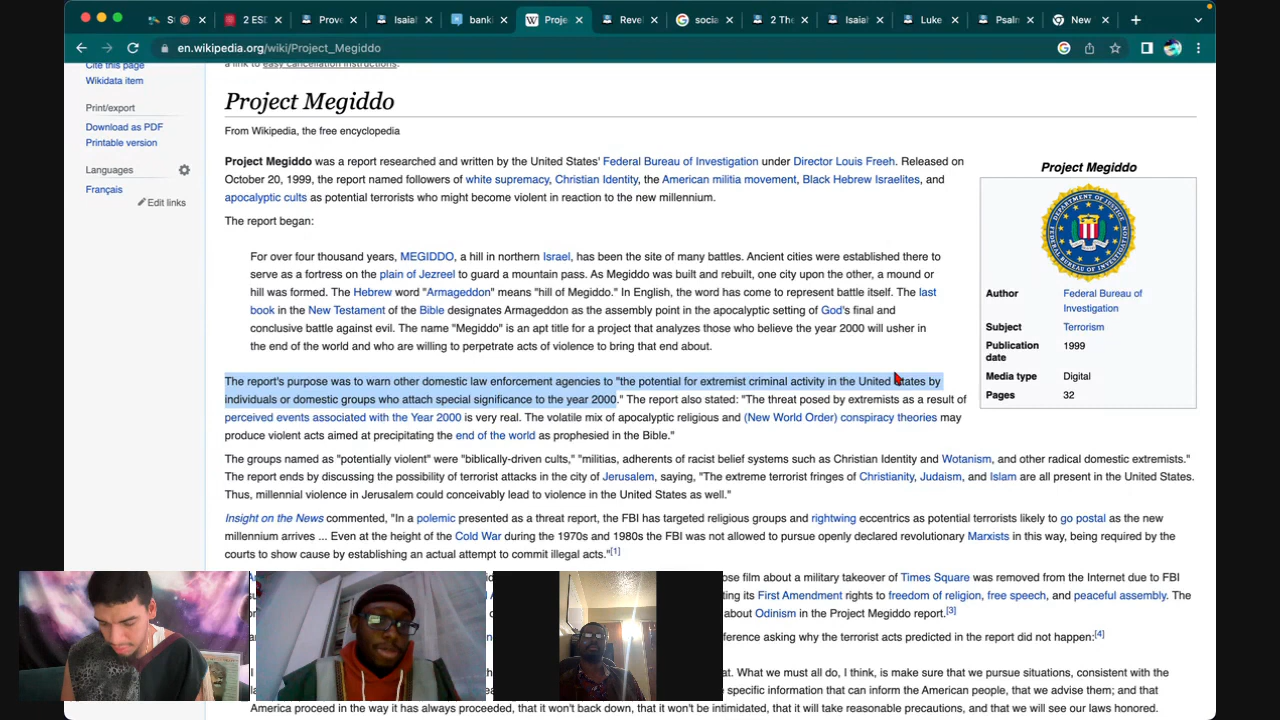 St
2 ESI
Prove
Isaiah
banki
Proje
Revel
socia
2 The
Isaiah
Luke
Psalm
New
en.wikipedia.org/wiki/Project_Megiddo
Cite this page
Wikidata item
Print/export
Download as PDF
Printable version
Languages
Français
Edit links
a link to easy cancellation instructions.
Project Megiddo
From Wikipedia, the free encyclopedia
Project Megiddo was a report researched and written by the United States' Federal Bureau of Investigation under Director Louis Freeh. Released on
October 20, 1999, the report named followers of white supremacy, Christian Identity, the American militia movement, Black Hebrew Israelites, and
apocalyptic cults as potential terrorists who might become violent in reaction to the new millennium.
The report began:
For over four thousand years, MEGIDDO, a hill in northern Israel, has been the site of many battles. Ancient cities were established there to
serve as a fortress on the plain of Jezreel to guard a mountain pass. As Megiddo was built and rebuilt, one city upon the other, a mound or
hill was formed. The Hebrew word "Armageddon" means "hill of Megiddo." In English, the word has come to represent battle itself. The last
book in the New Testament of the Bible designates Armageddon as the assembly point in the apocalyptic setting of God's final and
conclusive battle against evil. The name "Megiddo" is an apt title for a project that analyzes those who believe the year 2000 will usher in
the end of the world and who are willing to perpetrate acts of violence to bring that end about.
The report's purpose was to warn other domestic law enforcement agencies to "the potential for extremist criminal activity in the United States by
individuals or domestic groups who attach special significance to the year 2000." The report also stated: "The threat posed by extremists as a result of
perceived events associated with the Year 2000 is very real. The volatile mix of apocalyptic religious and (New World Order) conspiracy theories may
produce violent acts aimed at precipitating the end of the world as prophesied in the Bible."
The groups named as "potentially violent" were "biblically-driven cults," "militias, adherents of racist belief systems such as Christian Identity and Wotanism, and other radical domestic extremists."
The report ends by discussing the possibility of terrorist attacks in the city of Jerusalem, saying, "The extreme terrorist fringes of Christianity, Judaism, and Islam are all present in the United States.
Thus, millennial violence in Jerusalem could conceivably lead to violence in the United States as well."
Insight on the News commented, "In a polemic presented as a threat report, the FBI has targeted religious groups and rightwing eccentrics as potential terrorists likely to go postal as the new
millennium arrives ... Even at the height of the Cold War during the 1970s and 1980s the FBI was not allowed to pursue openly declared revolutionary Marxists in this way, being required by the
courts to show cause by establishing an actual attempt to commit illegal acts."[1]
ose film about a military takeover of Times Square was removed from the Internet due to FBI
ting its First Amendment rights to freedom of religion, free speech, and peaceful assembly. The
about Odinism in the Project Megiddo report.[3]
ference asking why the terrorist acts predicted in the report did not happen:[4]
at. What we must all do, I think, is make sure that we pursue situations, consistent with the
specific information that can inform the American people, that we advise them; and and that
America proceed in the way it has always proceeded, that it won't back down, that it won't be intimidated, that it will take reasonable precautions, and that we will see our laws honored.
Project Megiddo
Author Federal Bureau of
Investigation
Subject Terrorism
Publication 1999
date
Media type Digital
Pages 32